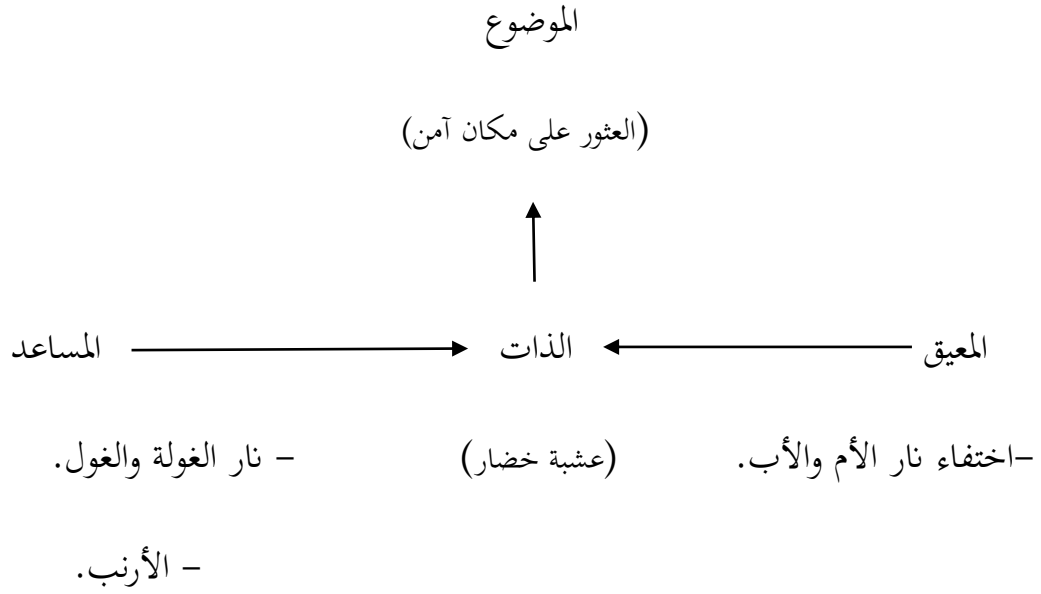 الموضوع
(العثور على مكان آمن)
المعيق الذات المساعد
-اختفاء نار الأم والأب. (عشبة خضار) - نار الغولة والغول.
- الأرنب.